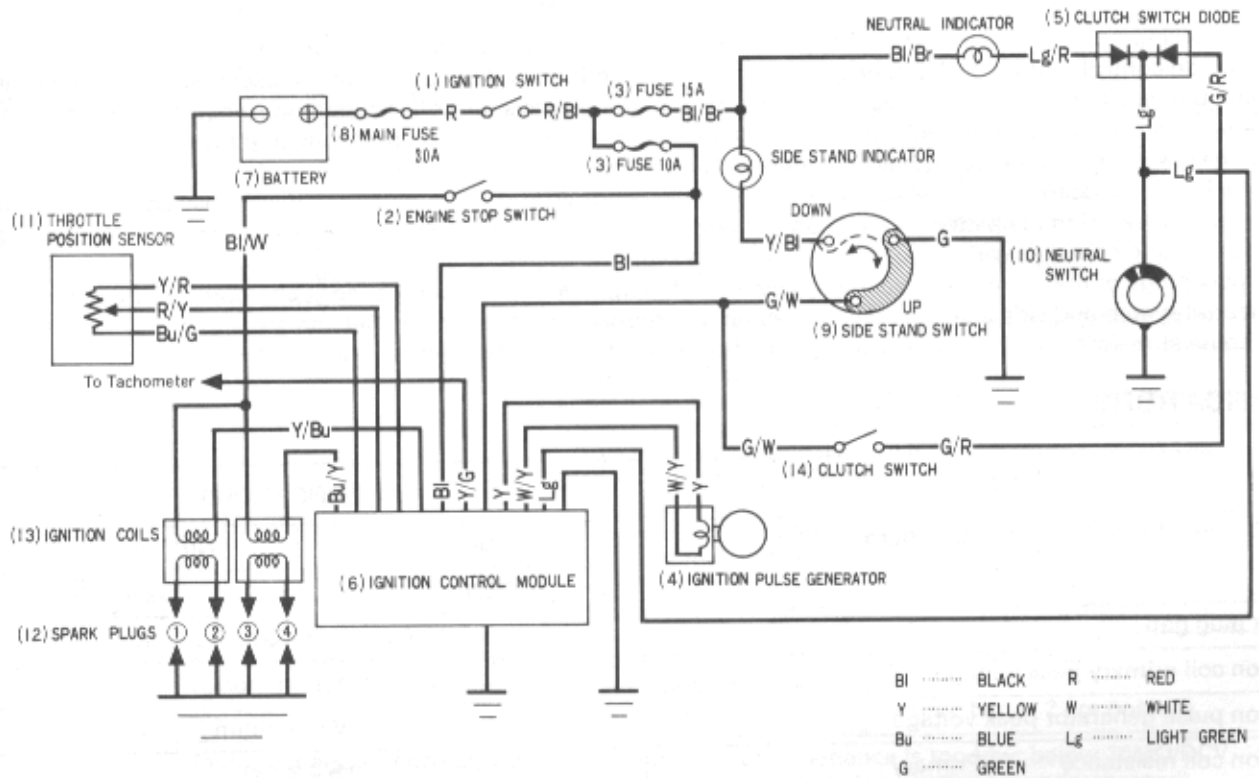 NEUTRAL INDICATOR
(5) CLUTCH SWITCH DIODE
Bl/Br
Lg/R
G/R
(1) IGNITION SWITCH
(3) FUSE 15A
R
R/Bl
Bl/Br
Lg
(8) MAIN FUSE
30A
(3) FUSE 10A
SIDE STAND INDICATOR
Lg
(7) BATTERY
(2) ENGINE STOP SWITCH
DOWN
(11) THROTTLE
POSITION SENSOR
Bl/W
Y/Bl
G
Bl
(10) NEUTRAL
SWITCH
Y/R
R/Y
Bu/G
G/W
UP
(9) SIDE STAND SWITCH
To Tachometer
Y/Bu
G/W
G/R
(14) CLUTCH SWITCH
Bu/Y
Bl
Y/G
Y
W/Y
Lg
W/Y
Y
(13) IGNITION COILS
(6) IGNITION CONTROL MODULE
(4) IGNITION PULSE GENERATOR
(12) SPARK PLUGS
1
2
3
4
Bl ...... BLACK R ...... RED
Y ...... YELLOW W ...... WHITE
Bu ...... BLUE Lg ...... LIGHT GREEN
G ...... GREEN